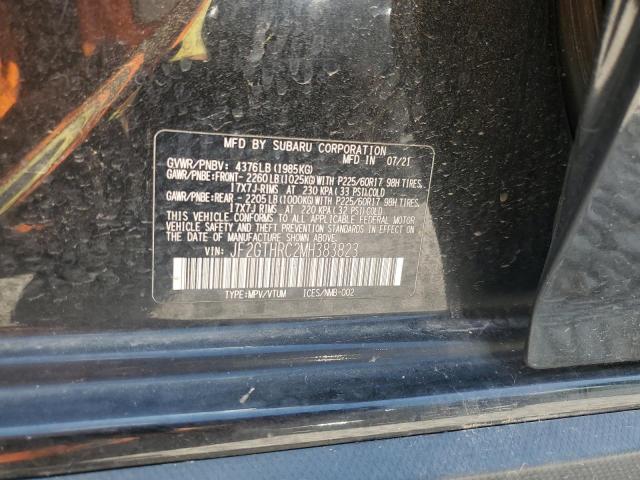 MFD BY SUBARU CORPORATION
GVWR/PNBV: 4376LB(1985KG) MFD. IN 07/21
GAWR/PNBE:FRONT-2260LB(1025KG)WITH P225/60R17 98H TIRES,
17X7J-RIMS AT 230 KPA(33 PSI)COLD
GAWR/PNBE:REAR -2205LB(1000KG)WITH P225/60R17 98H TIRES,
17X7J-RIMS AT 220 KPA(32 PSI)COLD
THIS VEHICLE CONFORMS TO ALL APPLICABLE FEDERAL MOTOR
VEHICLE SAFETY AND THEFT PREVENTION STANDARDS IN EFFECT
ON THE DATE OF MANUFACTURE SHOWN ABOVE.
VIN: JF2GTHRC2MH383823
TYPE:MPV/VTUM ICES/NMB-002